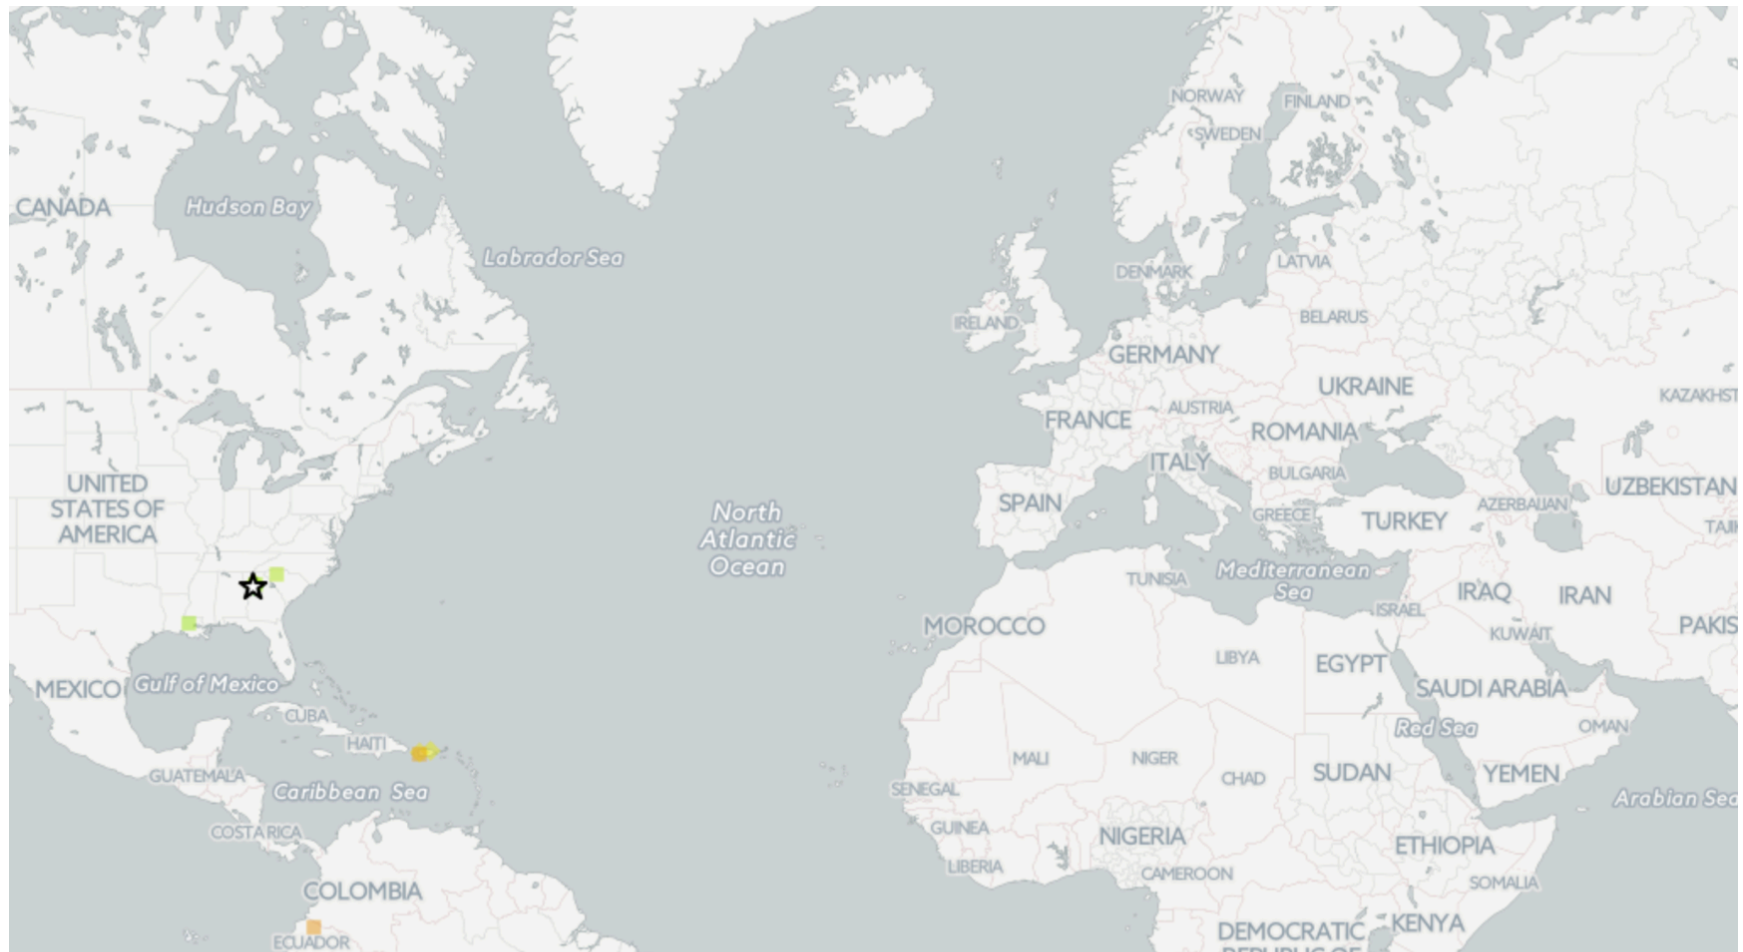 NORWAY
FINLAND
SWEDEN
CANADA
Hudson Bay
Labrador Sea
LATVIA
DENMARK
IRELAND
BELARUS
GERMANY
UKRAINE
KAZAKHST
FRANCE
AUSTRIA
ROMANIA
ITALY
BULGARIA
UNITED
STATES OF
AMERICA
SPAIN
UZBEKISTAN
AZERBAIJAN
GREECE
TURKEY
TAJIK
North
Atlantic
Ocean
TUNISIA
Mediterranean
Sea
IRAQ
IRAN
ISRAEL
MOROCCO
KUWAIT
PAKIS
LIBYA
EGYPT
MEXICO
Gulf of Mexico
SAUDI ARABIA
CUBA
Red Sea
OMAN
HAITI
MALI
NIGER
CHAD
SUDAN
YEMEN
GUATEMALA
Caribbean Sea
SENEGAL
Arabian Sea
COSTA RICA
GUINEA
NIGERIA
ETHIOPIA
LIBERIA
CAMEROON
SOMALIA
COLOMBIA
ECUADOR
DEMOCRATIC
KENYA
REPUBLIC OF